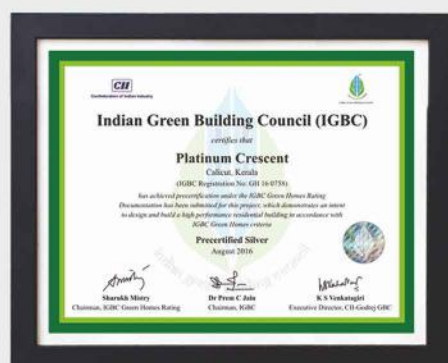 CII
Confederation of Indian Industry
Indian Green Building Council (IGBC)
certifies that
Platinum Crescent
Calicut, Kerala
(IGBC Registration No: GH 16 0758)
has achieved precertification under the IGBC Green Homes Rating
Documentation has been submitted for this project, which demonstrates an intent
to design and build a high performance residential building in accordance with
IGBC Green Homes criteria
Precertified Silver
August 2016
Sharukh Mistry
Chairman, IGBC Green Homes Rating
Dr Prem C Jain
Chairman, IGBC
K S Venkatagiri
Executive Director, CII-Godrej GBC